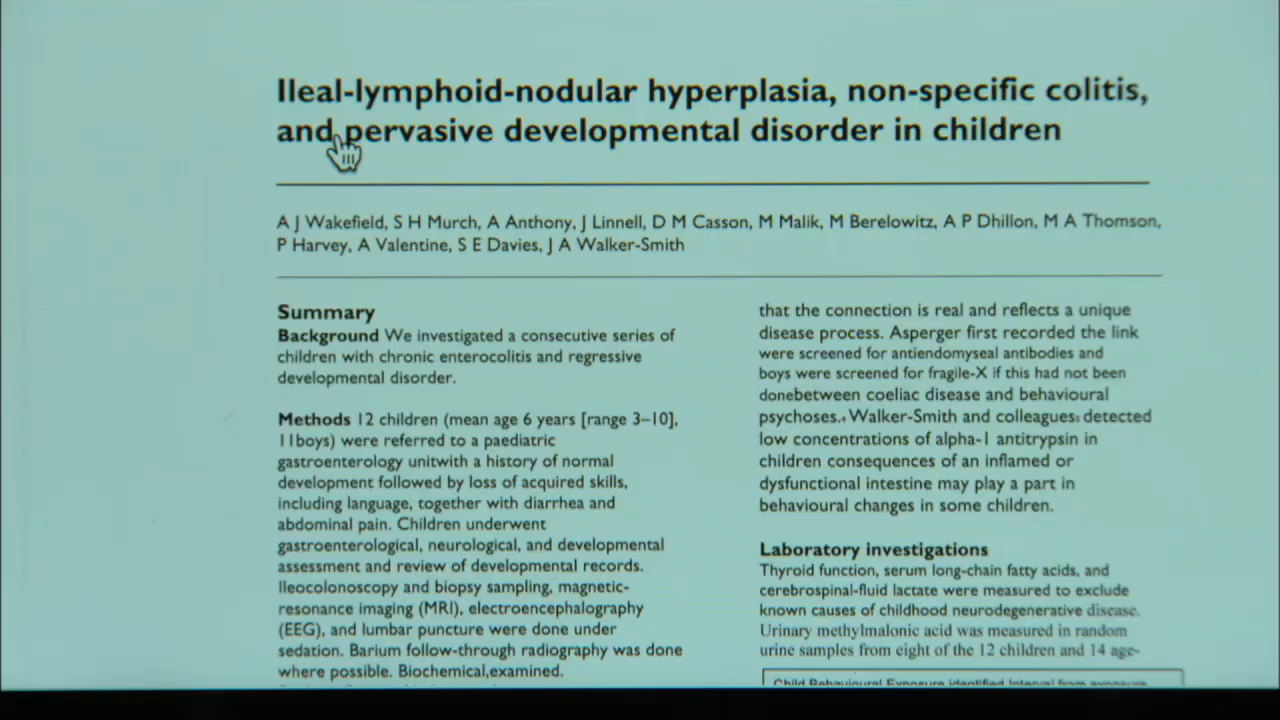 Ileal-lymphoid-nodular hyperplasia, non-specific colitis,
and pervasive developmental disorder in children
A J Wakefield, S H Murch, A Anthony, J Linnell, D M Casson, M Malik, M Berelowitz, A P Dhillon, M A Thomson,
P Harvey, A Valentine, S E Davies, J A Walker-Smith
Summary
Background We investigated a consecutive series of
children with chronic enterocolitis and regressive
developmental disorder.
Methods 12 children (mean age 6 years [range 3–10],
11boys) were referred to a paediatric
gastroenterology unitwith a history of normal
development followed by loss of acquired skills,
including language, together with diarrhea and
abdominal pain. Children underwent
gastroenterological, neurological, and developmental
assessment and review of developmental records.
Ileocolonoscopy and biopsy sampling, magnetic-
resonance imaging (MRI), electroencephalography
(EEG), and lumbar puncture were done under
sedation. Barium follow-through radiography was done
where possible. Biochemical,examined.
that the connection is real and reflects a unique
disease process. Asperger first recorded the link
were screened for antiendomyseal antibodies and
boys were screened for fragile-X if this had not been
donebetween coeliac disease and behavioural
psychoses.4 Walker-Smith and colleagues5 detected
low concentrations of alpha-1 antitrypsin in
children consequences of an inflamed or
dysfunctional intestine may play a part in
behavioural changes in some children.
Laboratory investigations
Thyroid function, serum long-chain fatty acids, and
cerebrospinal-fluid lactate were measured to exclude
known causes of childhood neurodegenerative disease.
Urinary methylmalonic acid was measured in random
urine samples from eight of the 12 children and 14 age-
Child Behavioural Exposure identified Interval from exposure